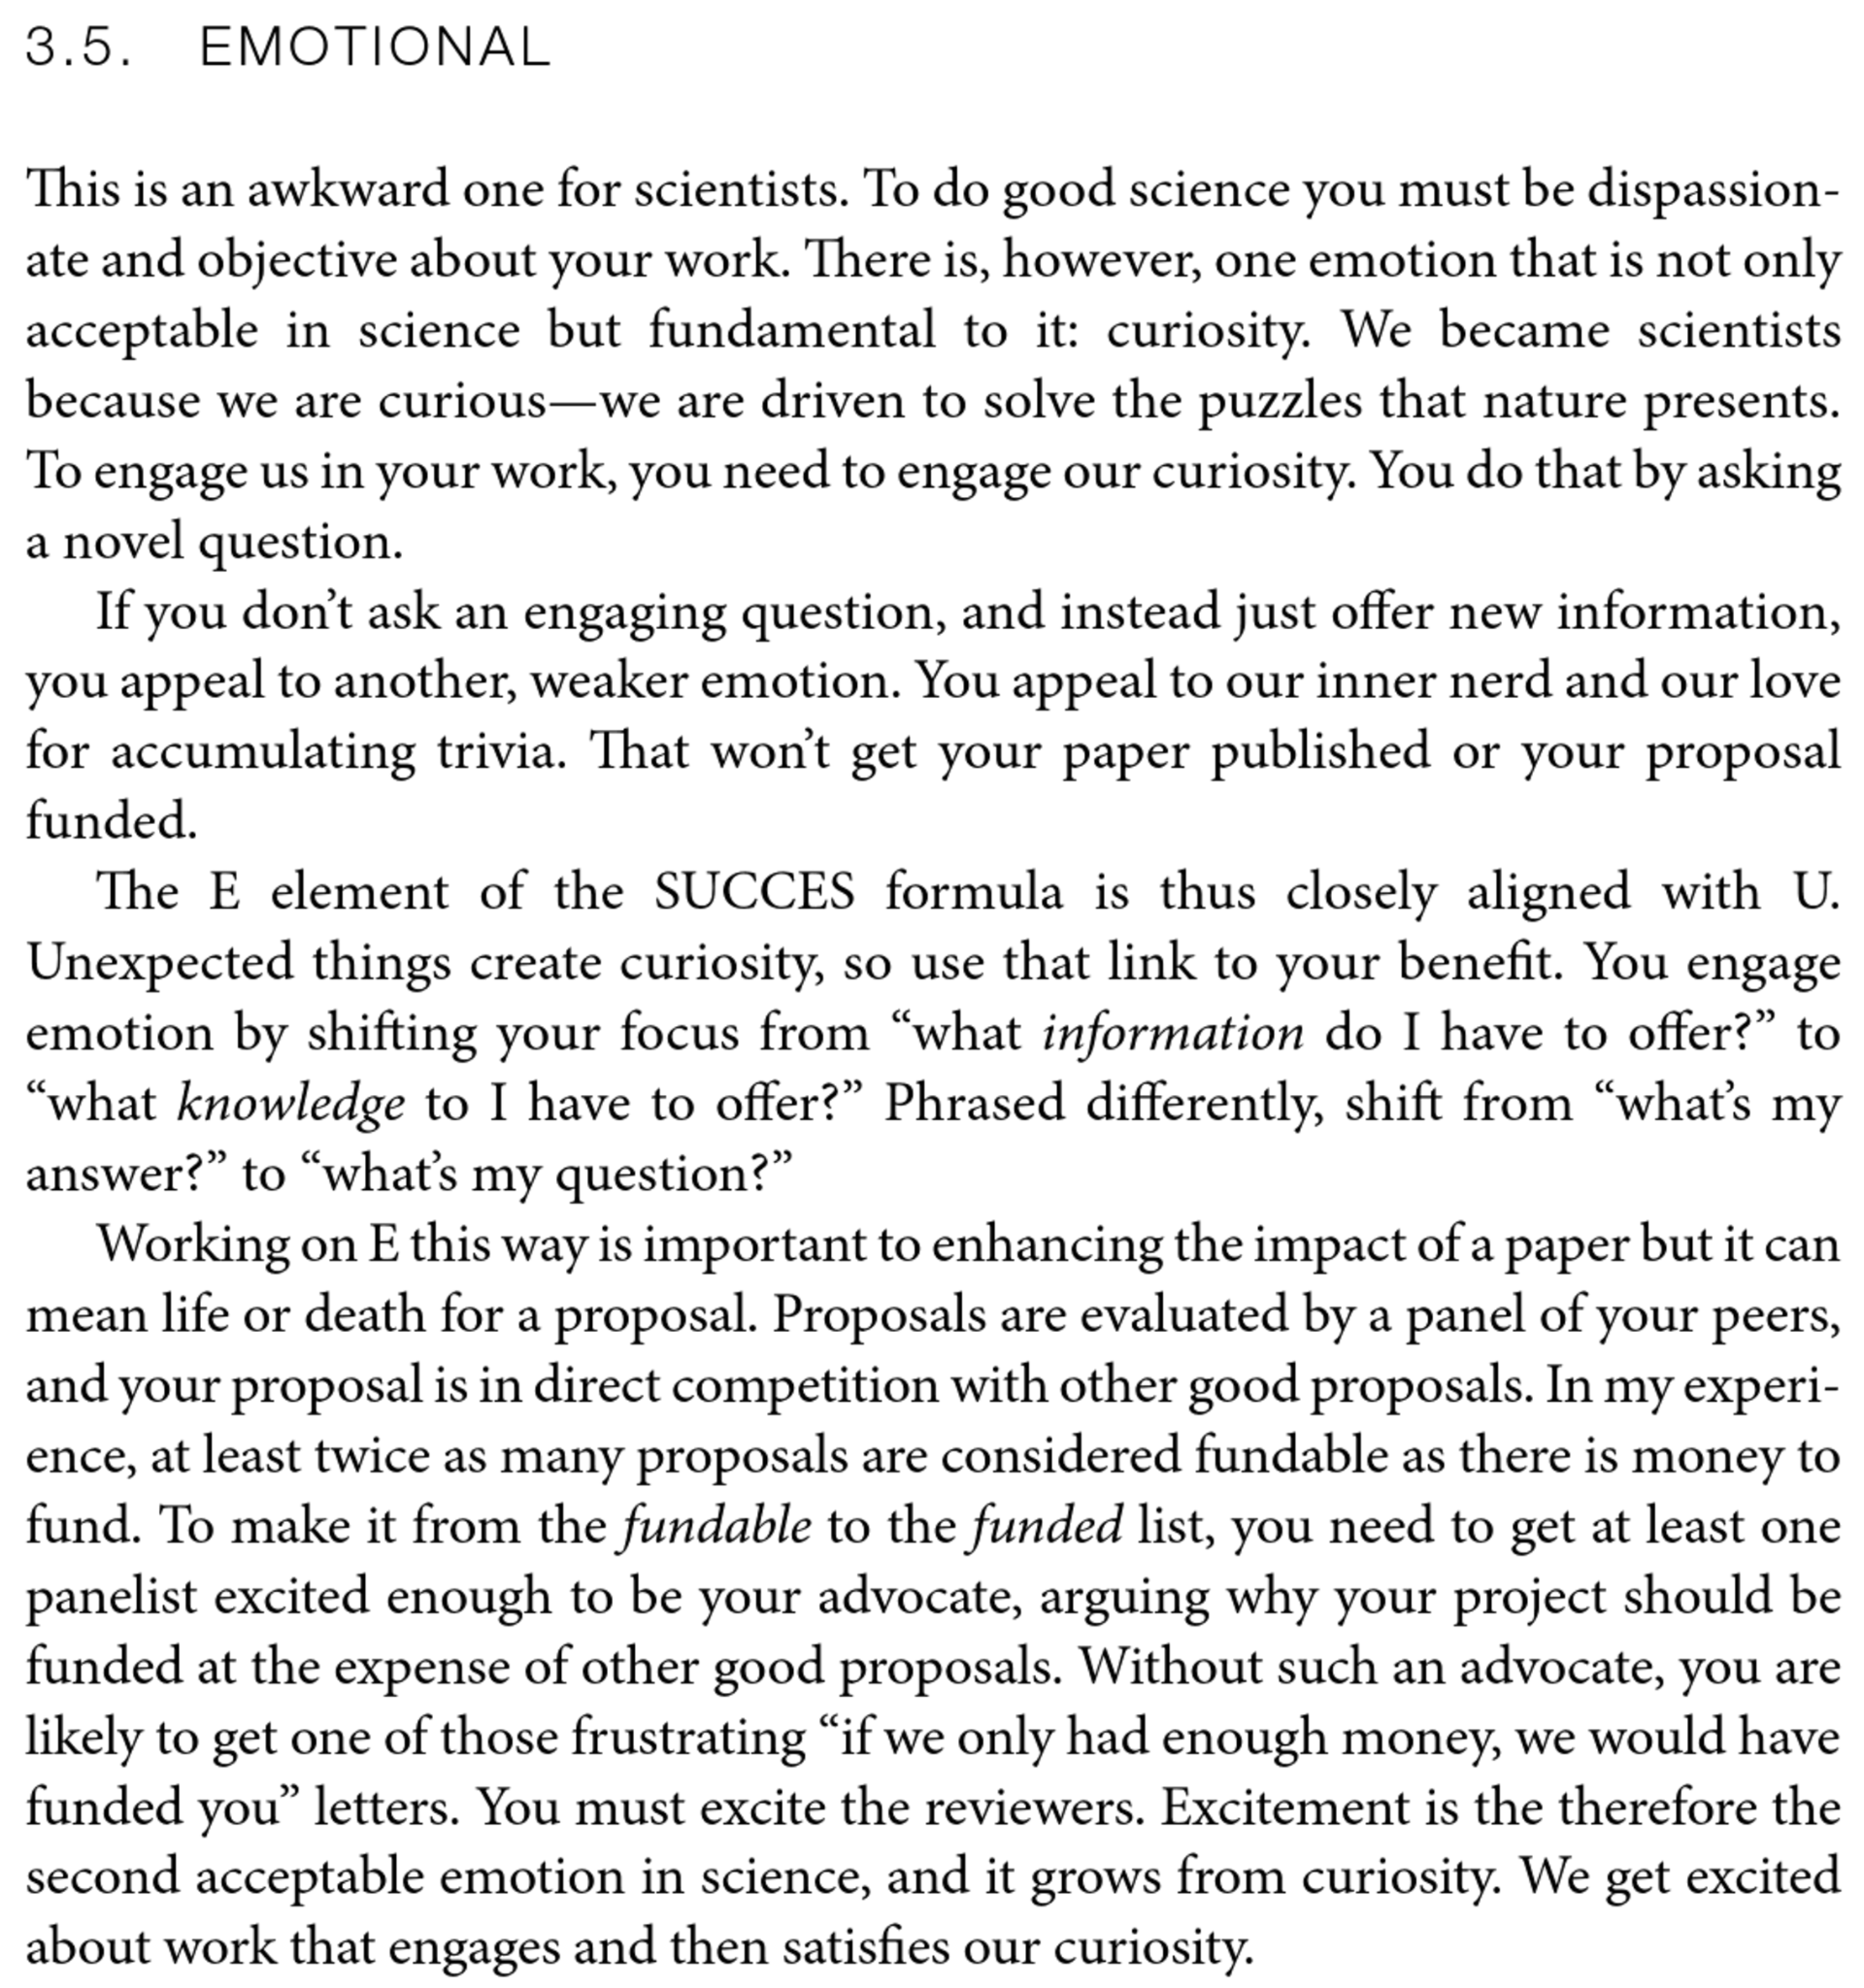 3.5. EMOTIONAL
This is an awkward one for scientists. To do good science you must be dispassion-
ate and objective about your work. There is, however, one emotion that is not only
acceptable in science but fundamental to it: curiosity. We became scientists
because we are curious—we are driven to solve the puzzles that nature presents.
To engage us in your work, you need to engage our curiosity. You do that by asking
a novel question.
If you don’t ask an engaging question, and instead just offer new information,
you appeal to another, weaker emotion. You appeal to our inner nerd and our love
for accumulating trivia. That won’t get your paper published or your proposal
funded.
The E element of the SUCCES formula is thus closely aligned with U.
Unexpected things create curiosity, so use that link to your benefit. You engage
emotion by shifting your focus from “what information do I have to offer?” to
“what knowledge to I have to offer?” Phrased differently, shift from “what’s my
answer?” to “what’s my question?”
Working on E this way is important to enhancing the impact of a paper but it can
mean life or death for a proposal. Proposals are evaluated by a panel of your peers,
and your proposal is in direct competition with other good proposals. In my experi-
ence, at least twice as many proposals are considered fundable as there is money to
fund. To make it from the fundable to the funded list, you need to get at least one
panelist excited enough to be your advocate, arguing why your project should be
funded at the expense of other good proposals. Without such an advocate, you are
likely to get one of those frustrating “if we only had enough money, we would have
funded you” letters. You must excite the reviewers. Excitement is the therefore the
second acceptable emotion in science, and it grows from curiosity. We get excited
about work that engages and then satisfies our curiosity.